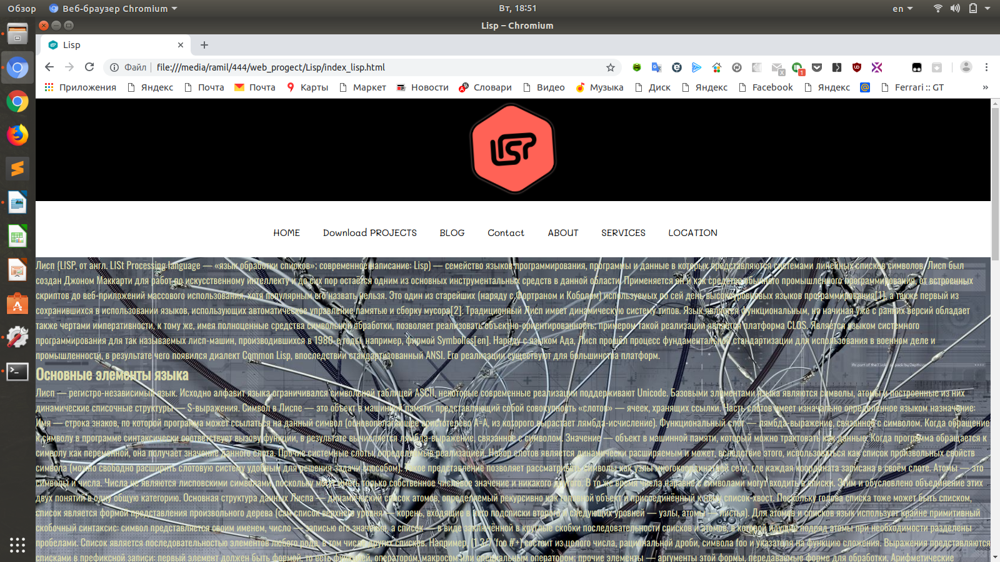 Обзор Веб-браузер Chromium Вт, 18:51 en
Lisp – Chromium
Lisp
Файл file:///media/ramil/444/web_progect/Lisp/index_lisp.html
Приложения Яндекс Почта Почта Карты Маркет Новости Словари Видео Музыка Диск Яндекс Facebook Яндекс Ferrari :: GT »
LISP
HOME Download PROJECTS BLOG Contact ABOUT SERVICES LOCATION
Лисп (LISP, от англ. LISt Processing language — «язык обработки списков»; современное написание: Lisp) — семейство языков программирования, программы и данные в которых представляются системами линейных списков символов. Лисп был
создан Джоном Маккарти для работ по искусственному интеллекту и до сих пор остаётся одним из основных инструментальных средств в данной области. Применяется он и как средство обычного промышленного программирования, от встроенных
скриптов до веб-приложений массового использования, хотя популярным его назвать нельзя. Это один из старейших (наряду с Фортраном и Коболом) используемых по сей день высокоуровневых языков программирования[1], а также первый из
сохранившихся в использовании языков, использующих автоматическое управление памятью и сборку мусора[2]. Традиционный Лисп имеет динамическую систему типов. Язык является функциональным, но начиная уже с ранних версий обладает
также чертами императивности, к тому же, имея полноценные средства символьной обработки, позволяет реализовать объектно-ориентированность; примером такой реализации является платформа CLOS. Является языком системного
программирования для так называемых лисп-машин, производившихся в 1980-е годы, например, фирмой Symbolics[en]. Наряду с языком Ада, Лисп прошёл процесс фундаментальной стандартизации для использования в военном деле и
промышленности, в результате чего появился диалект Common Lisp, впоследствии стандартизованный ANSI. Его реализации существуют для большинства платформ.
Основные элементы языка
Лисп — регистро-независимый язык. Исходно алфавит языка ограничивался символьной таблицей ASCII, некоторые современные реализации поддерживают Unicode. Базовыми элементами языка являются символы, атомы и построенные из них
динамические списочные структуры — S-выражения. Символ в Лиспе — это объект в машинной памяти, представляющий собой совокупность «слотов» — ячеек, хранящих ссылки. Часть слотов имеет изначально определённое языком назначение:
Имя — строка знаков, по которой программа может ссылаться на данный символ (основополагающее аристотелево A=A, из которого вырастает лямбда-исчисление). Функциональный слот — лямбда-выражение, связанное с символом. Когда обращение
к символу в программе синтаксически соответствует вызову функции, в результате вычисляется лямбда-выражение, связанное с символом. Значение — объект в машинной памяти, который можно трактовать как данные. Когда программа обращается к
символу как переменной, она получает значение данного слота. Прочие системные слоты, определяемые реализацией. Набор слотов является динамически расширяемым и может, вследствие этого, использоваться как список произвольных свойств
символа (можно свободно расширить слотовую систему удобным для решения задачи способом). Такое представление позволяет рассматривать символы как узлы многокоординатной сети, где каждая координата записана в своём слоте. Атомы — это
символы и числа. Числа не являются лисповскими символами, поскольку могут иметь только собственное числовое значение и никакого другого. В то же время числа наравне с символами могут входить в списки. Этим и обусловлено объединение этих
двух понятий в одну общую категорию. Основная структура данных Лиспа — динамический список атомов, определяемый рекурсивно как головной объект и присоединённый к нему список-хвост. Поскольку голова списка тоже может быть списком,
список является формой представления произвольного дерева (сам список верхнего уровня — корень, входящие в него подсписки второго и следующих уровней — узлы, атомы — листья). Для атомов и списков язык использует крайне примитивный
скобочный синтаксис: символ представляется своим именем, число — записью его значения, а список — в виде заключённой в круглые скобки последовательности списков и атомов, в которой идущие подряд атомы при необходимости разделены
пробелами. Список является последовательностью элементов любого рода, в том числе других списков. Например, (1 3/7 'foo #'+) состоит из целого числа, рациональной дроби, символа foo и указателя на функцию сложения. Выражения представляются
списками в префиксной записи: первый элемент должен быть формой, то есть функцией, оператором, макросом или специальным оператором; прочие элементы — аргументы этой формы, передаваемые форме для обработки. Арифметические